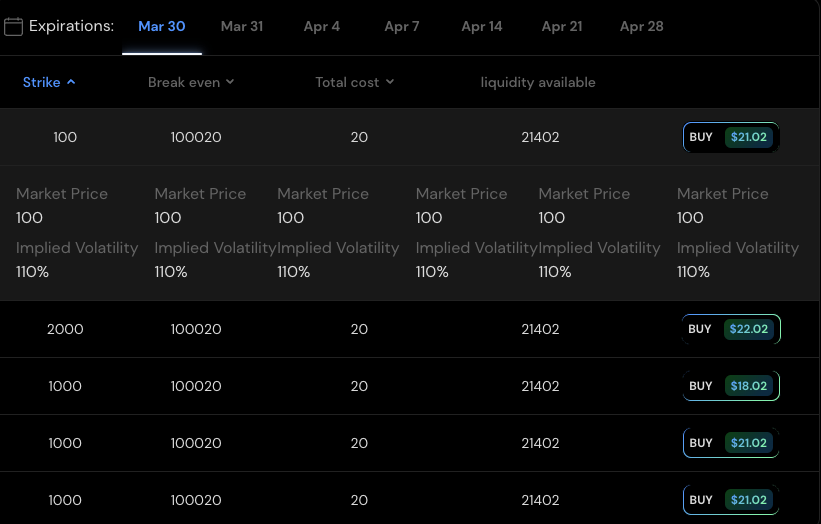 Expirations: Mar 30 Mar 31 Apr 4 Apr 7 Apr 14 Apr 21 Apr 28
Strike Break even Total cost liquidity available
100 100020 20 21402 BUY $21.02
Market Price Market Price Market Price Market Price Market Price Market Price
100 100 100 100 100 100
Implied Volatility Implied Volatility Implied Volatility Implied Volatility Implied Volatility Implied Volatility
110% 110% 110% 110% 110% 110%
2000 100020 20 21402 BUY $22.02
1000 100020 20 21402 BUY $18.02
1000 100020 20 21402 BUY $21.02
1000 100020 20 21402 BUY $21.02